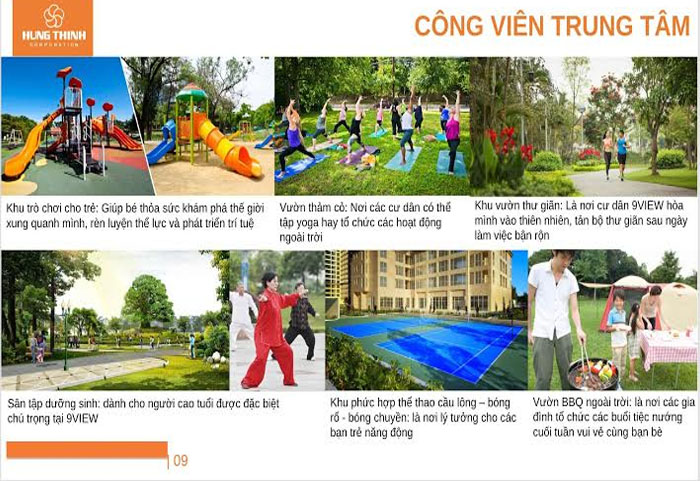 HUNG THINH
CORPORATION
CÔNG VIÊN TRUNG TÂM
Khu trò chơi cho trẻ: Giúp bé thỏa sức khám phá thế giới
xung quanh mình, rèn luyện thể lực và phát triển trí tuệ
Vườn thảm cỏ: Nơi các cư dân có thể
tập yoga hay tổ chức các hoạt động
ngoài trời
Khu vườn thư giãn: Là nơi cư dân 9VIEW hòa
mình vào thiên nhiên, tản bộ thư giãn sau ngày
làm việc bận rộn
Sân tập dưỡng sinh: dành cho người cao tuổi được đặc biệt
chú trọng tại 9VIEW
Khu phức hợp thể thao cầu lông – bóng
rổ - bóng chuyền: là nơi lý tưởng cho các
bạn trẻ năng động
Vườn BBQ ngoài trời: là nơi các gia
đình tổ chức các buổi tiệc nướng
cuối tuần vui vẻ cùng bạn bè
09